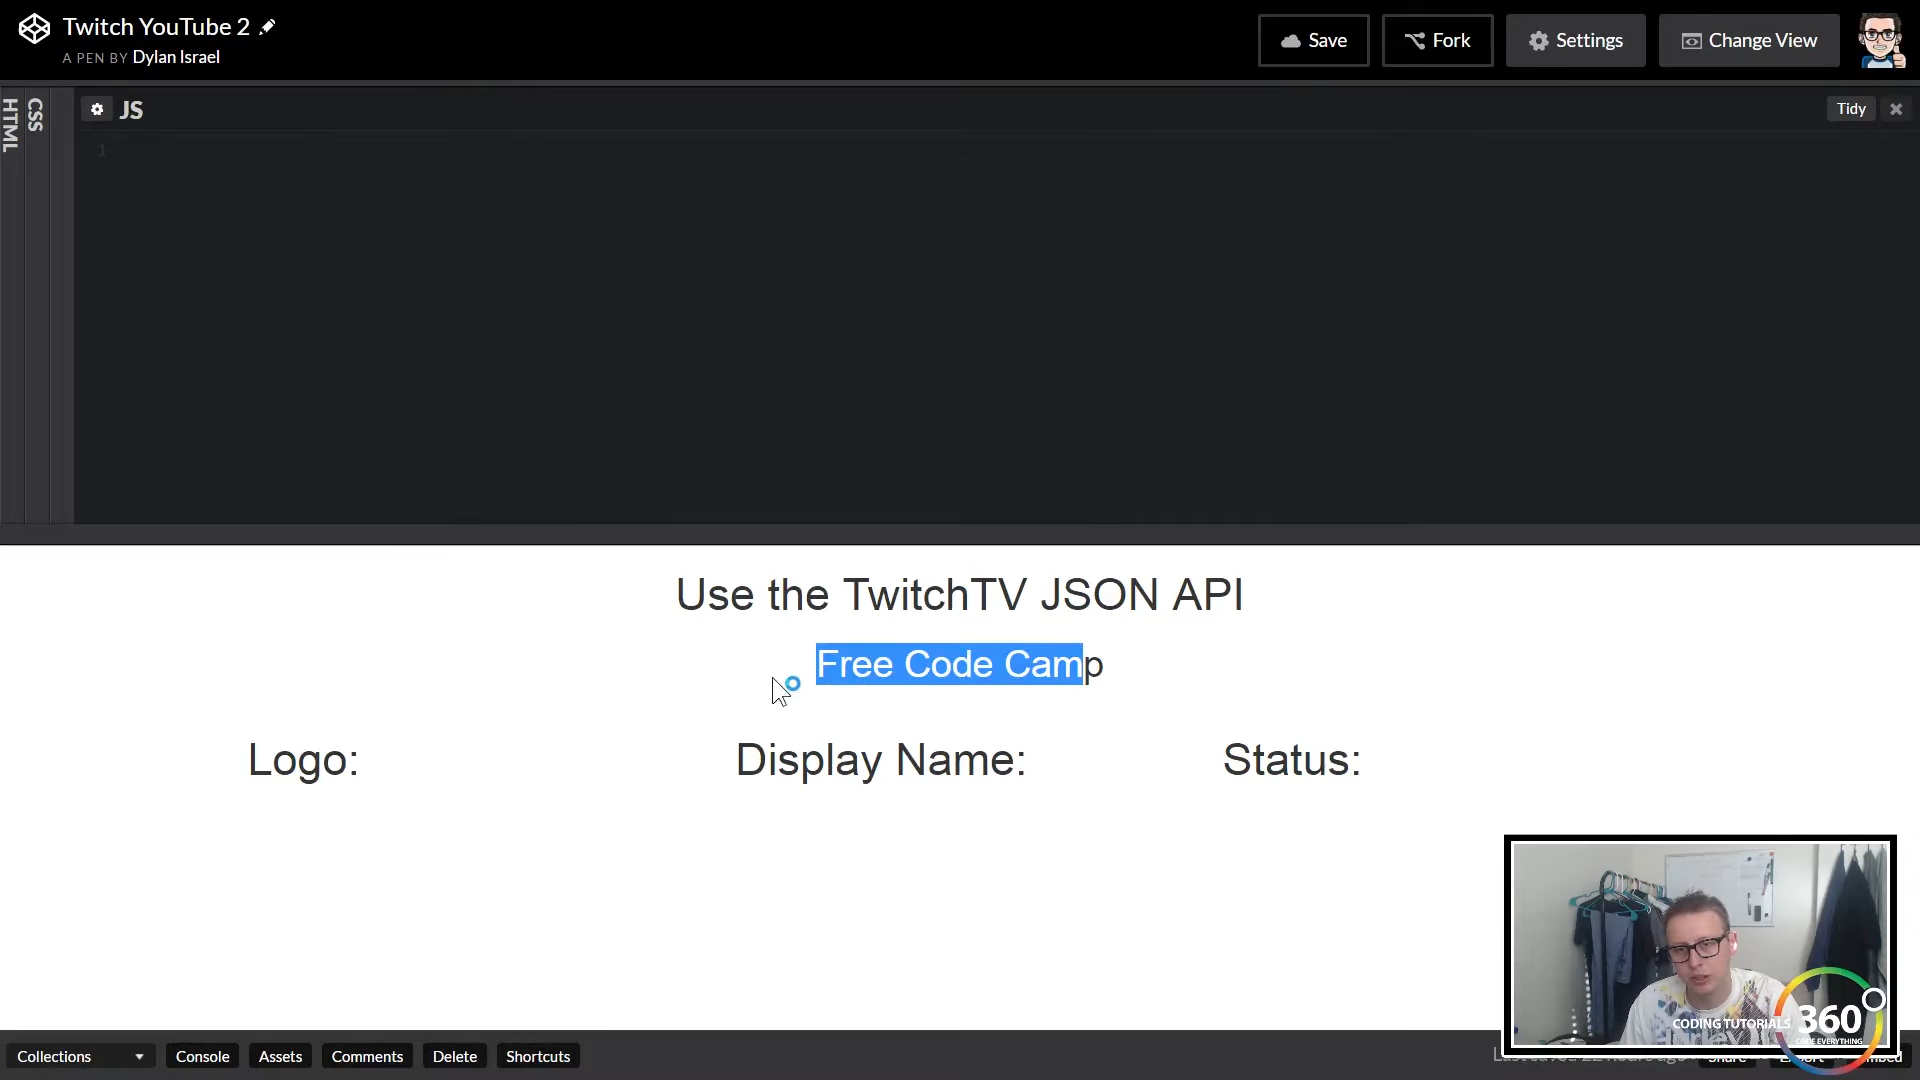 Twitch YouTube 2
A PEN BY Dylan Israel
Save
Fork
Settings
Change View
HTML
CSS
JS
Tidy
1
Use the TwitchTV JSON API
Free Code Camp
Logo:
Display Name:
Status:
CODING TUTORIALS 360
CODE EVERYTHING
Collections
Console
Assets
Comments
Delete
Shortcuts